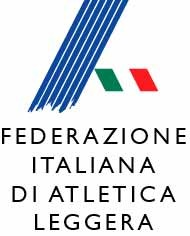 FEDERAZIONE
ITALIANA
DI ATLETICA
LEGGERA